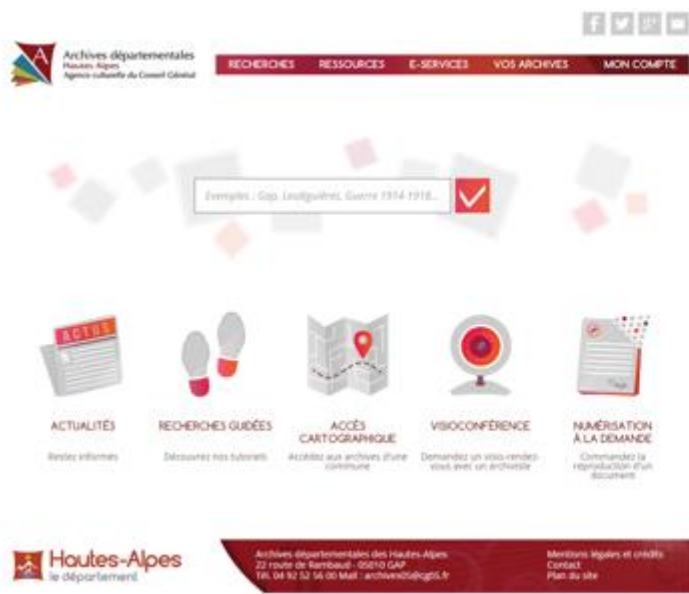 Archives départementales
Hautes Alpes
Agence culturelle du Conseil Général
RECHERCHES RESSOURCES E-SERVICES VOS ARCHIVES MON COMPTE
Exemples : Gap, Lesdiguières, Guerre 1914-1918...
ACTUS
ACTUALITÉS
Restez informés
RECHERCHES GUIDÉES
Découvrez nos tutoriels
ACCÈS
CARTOGRAPHIQUE
Accédez aux archives d'une
commune
VISIOCONFÉRENCE
Demandez un visio-rendez-
vous avec un archiviste
NUMÉRISATION
À LA DEMANDE
Commandez la
reproduction d'un
document
Hautes-Alpes
le département
Archives départementales des Hautes-Alpes
22 route de Rambaud - 05010 GAP
Tél. 04 92 52 56 00 Mail : archives05@cg05.fr
Mentions légales et crédits
Contact
Plan du site